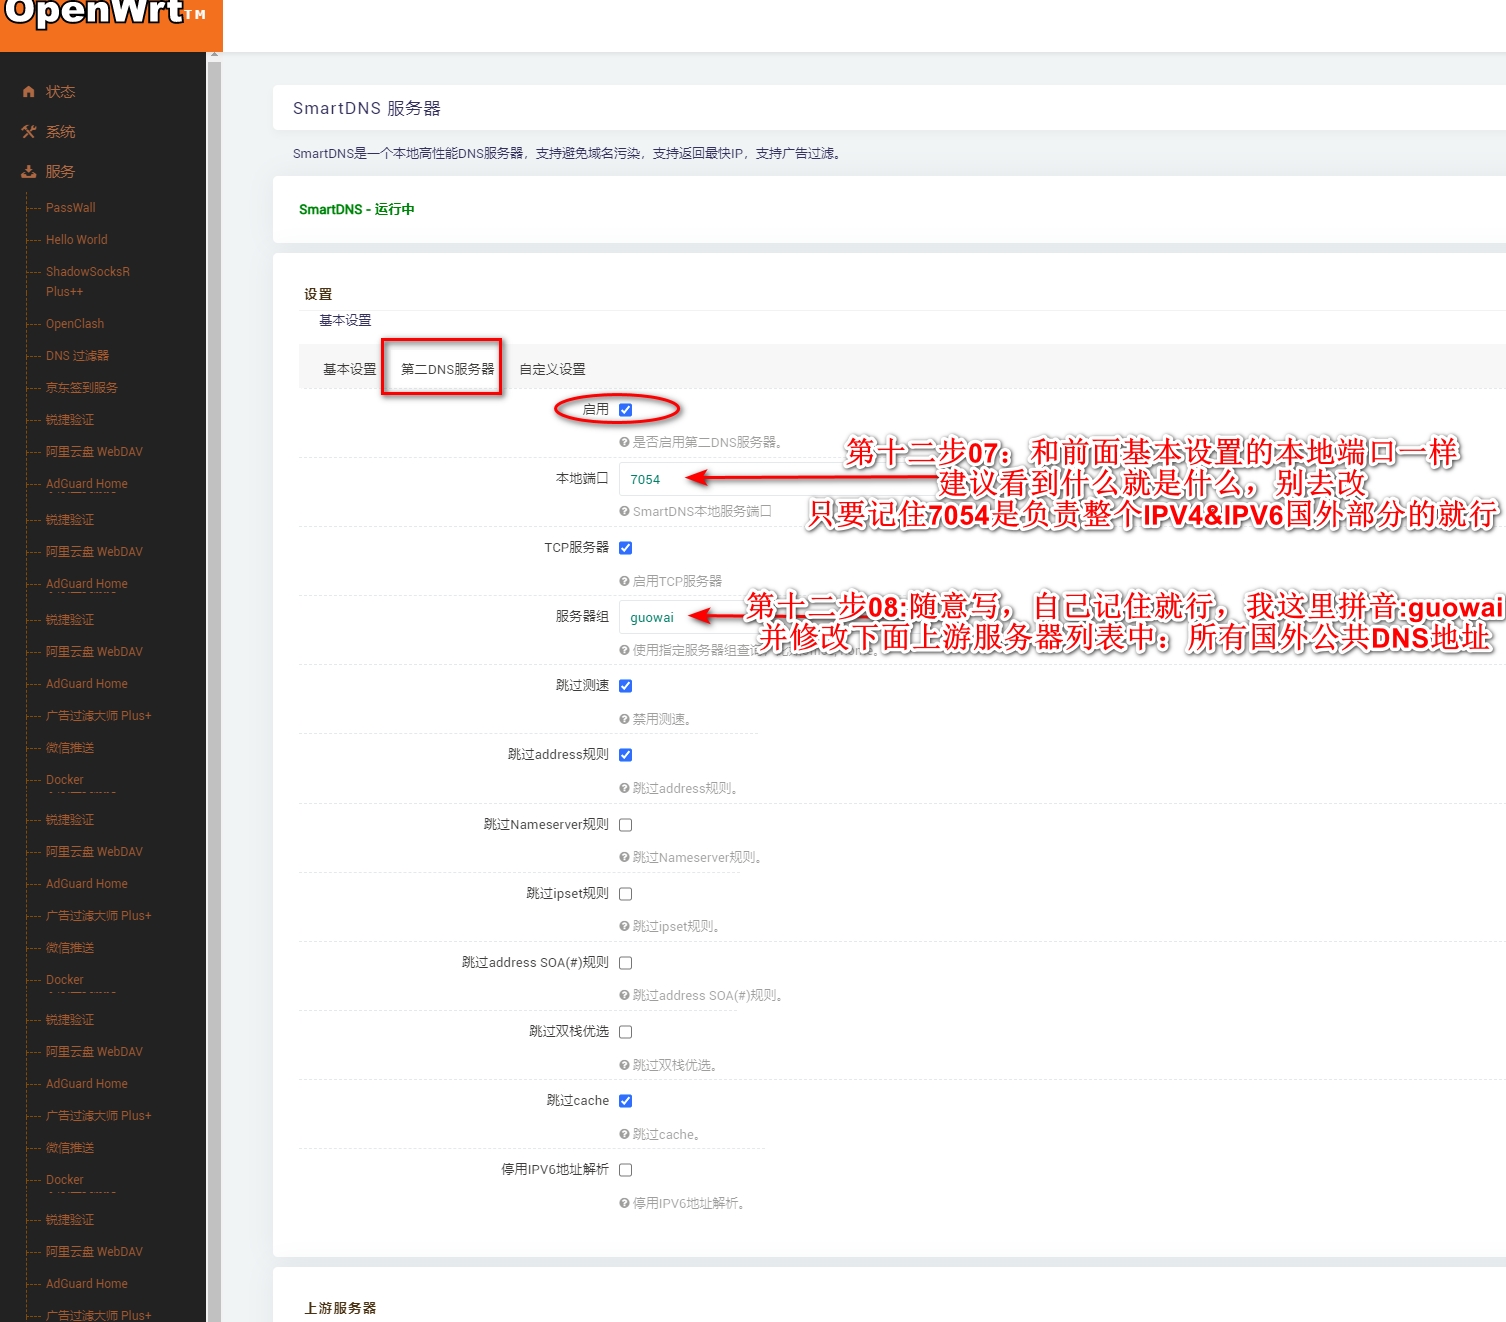 OpenWrt™
状态
系统
服务
PassWall
Hello World
ShadowSocksR
Plus++
OpenClash
DNS 过滤器
京东签到服务
锐捷验证
阿里云盘 WebDAV
AdGuard Home
锐捷验证
阿里云盘 WebDAV
AdGuard Home
锐捷验证
阿里云盘 WebDAV
AdGuard Home
广告过滤大师 Plus+
微信推送
Docker
锐捷验证
阿里云盘 WebDAV
AdGuard Home
广告过滤大师 Plus+
微信推送
Docker
锐捷验证
阿里云盘 WebDAV
AdGuard Home
广告过滤大师 Plus+
微信推送
Docker
锐捷验证
阿里云盘 WebDAV
AdGuard Home
广告过滤大师 Plus+
SmartDNS 服务器
SmartDNS是一个本地高性能DNS服务器，支持避免域名污染，支持返回最快IP，支持广告过滤。
SmartDNS - 运行中
设置
基本设置
基本设置 第二DNS服务器 自定义设置
启用
是否启用第二DNS服务器。
本地端口 7054
SmartDNS本地服务端口
第十二步07：和前面基本设置的本地端口一样
建议看到什么就是什么，别去改
只要记住7054是负责整个IPV4&IPV6国外部分的就行
TCP服务器
启用TCP服务器
服务器组 guowai
使用指定服务器组查询
第十二步08:随意写，自己记住就行，我这里拼音:guowai
并修改下面上游服务器列表中：所有国外公共DNS地址
跳过测速
禁用测速。
跳过address规则
跳过address规则。
跳过Nameserver规则
跳过Nameserver规则。
跳过ipset规则
跳过ipset规则。
跳过address SOA(#)规则
跳过address SOA(#)规则。
跳过双栈优选
跳过双栈优选。
跳过cache
跳过cache。
停用IPV6地址解析
停用IPV6地址解析。
上游服务器